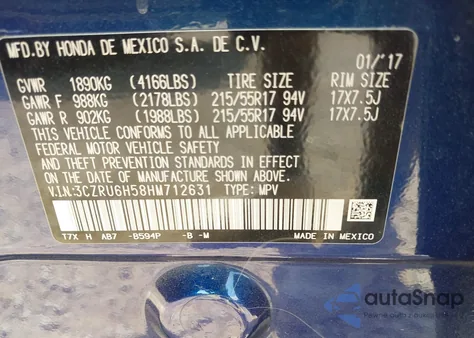 MFD.BY HONDA DE MEXICO S.A. DE C.V.
01/'17
GVWR 1890KG (4166LBS) TIRE SIZE RIM SIZE
GAWR F 988KG (2178LBS) 215/55R17 94V 17X7.5J
GAWR R 902KG (1988LBS) 215/55R17 94V 17X7.5J
THIS VEHICLE CONFORMS TO ALL APPLICABLE
FEDERAL MOTOR VEHICLE SAFETY
AND THEFT PREVENTION STANDARDS IN EFFECT
ON THE DATE OF MANUFACTURE SHOWN ABOVE.
V.I.N:3CZRU6H58HM712631 TYPE: MPV
T7X H AB7 -B594P -B -M MADE IN MEXICO
autoSnap